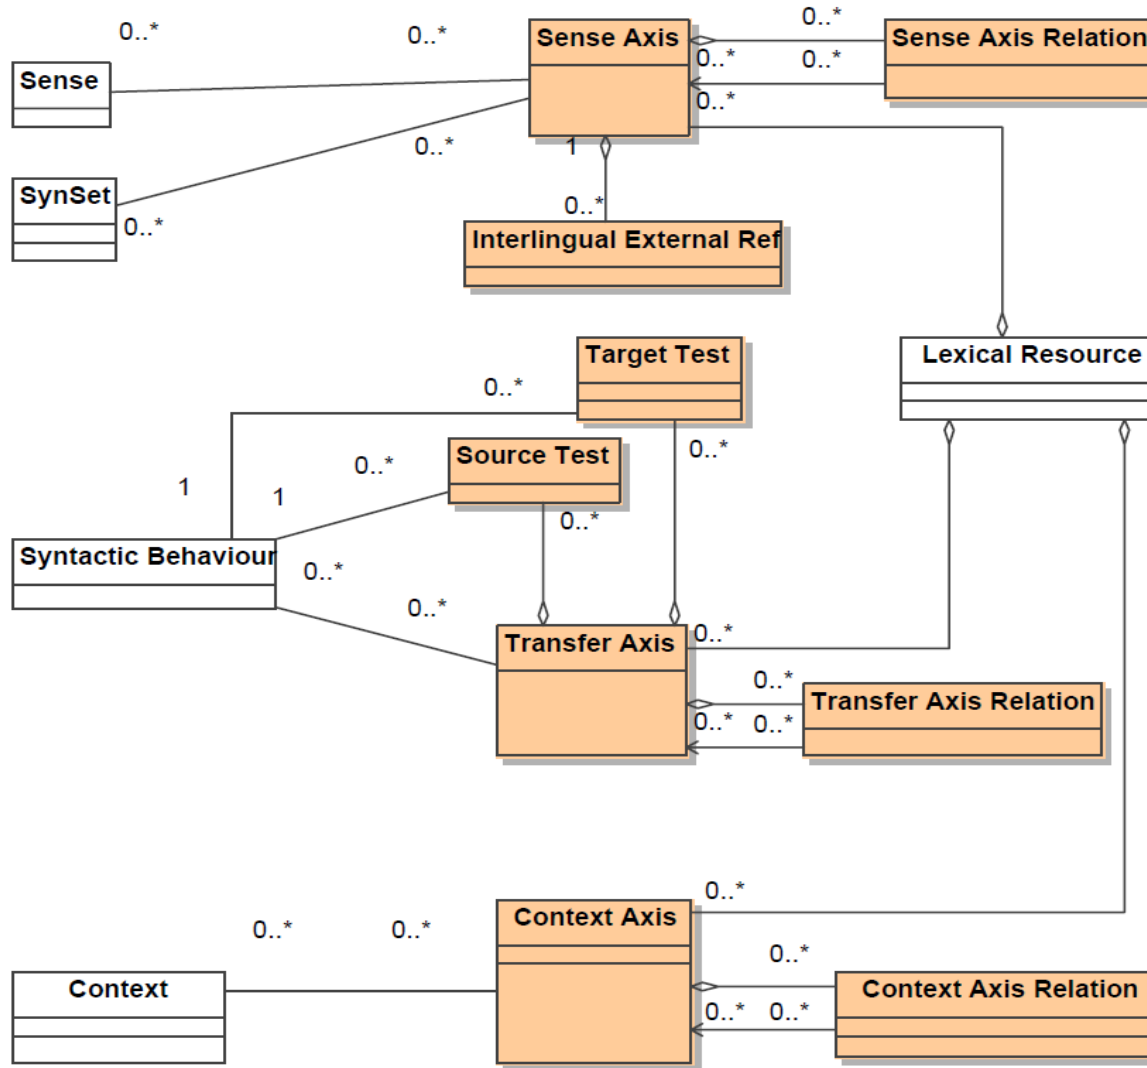 0..*
Sense Axis
0..*
Sense Axis Relation
0..*
0..*
Sense
0..*
0..*
0..*
0..*
1
SynSet
0..*
0..*
Interlingual External Ref
Target Test
Lexical Resource
0..*
Source Test
0..*
0..*
1
1
0..*
Syntactic Behaviour
0..*
0..*
Transfer Axis
0..*
0..*
Transfer Axis Relation
0..*
0..*
0..*
Context Axis
0..*
0..*
0..*
Context
Context Axis Relation
0..*
0..*